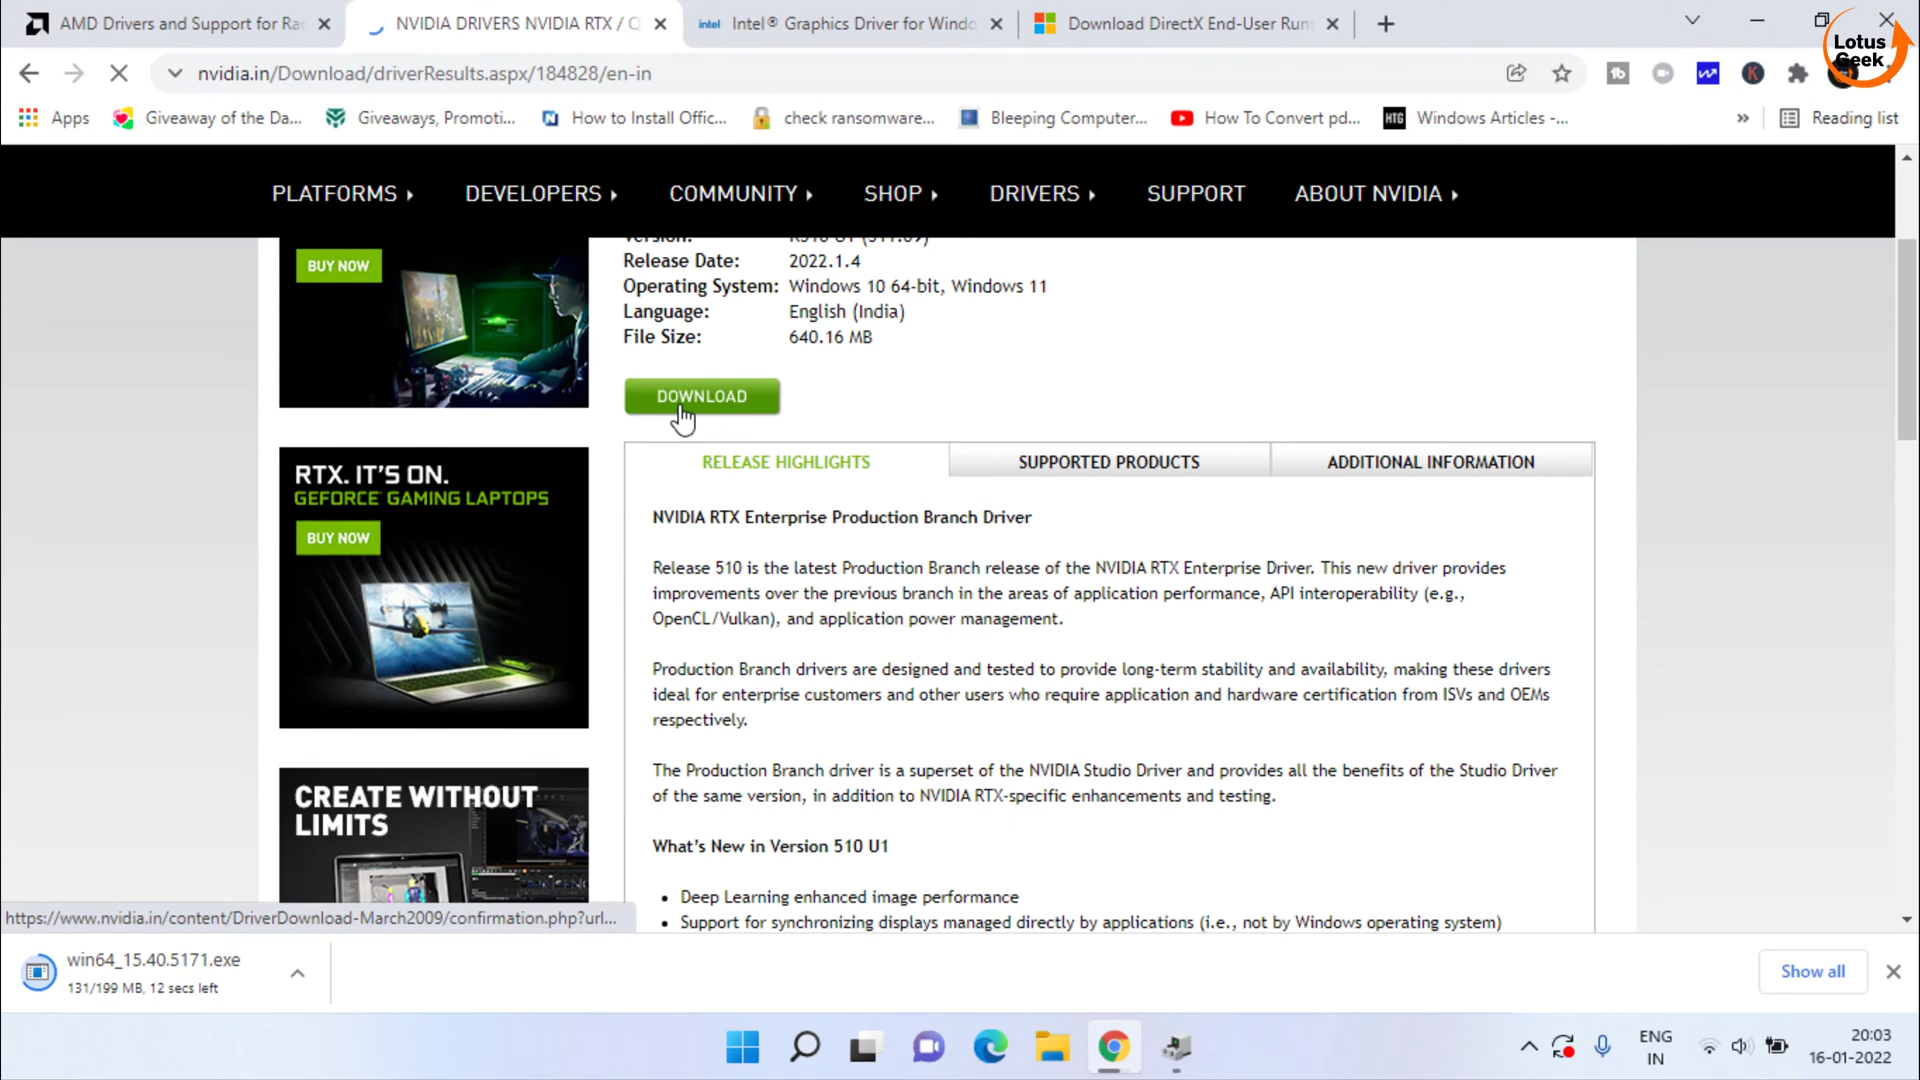 AMD Drivers and Support for Rac
NVIDIA DRIVERS NVIDIA RTX / Q
intel
Intel® Graphics Driver for Windo
Download DirectX End-User Run
Lotus
Geek
nvidia.in/Download/driverResults.aspx/184828/en-in
Apps
Giveaway of the Da...
Giveaways, Promoti...
How to Install Offic...
check ransomware...
Bleeping Computer...
How To Convert pd...
HTG
Windows Articles -...
»
Reading list
PLATFORMS
DEVELOPERS
COMMUNITY
SHOP
DRIVERS
SUPPORT
ABOUT NVIDIA
BUY NOW
Release Date: 2022.1.4
Operating System: Windows 10 64-bit, Windows 11
Language: English (India)
File Size: 640.16 MB
DOWNLOAD
RTX. IT'S ON.
GEFORCE GAMING LAPTOPS
BUY NOW
CREATE WITHOUT
LIMITS
RELEASE HIGHLIGHTS
SUPPORTED PRODUCTS
ADDITIONAL INFORMATION
NVIDIA RTX Enterprise Production Branch Driver
Release 510 is the latest Production Branch release of the NVIDIA RTX Enterprise Driver. This new driver provides
improvements over the previous branch in the areas of application performance, API interoperability (e.g.,
OpenCL/Vulkan), and application power management.
Production Branch drivers are designed and tested to provide long-term stability and availability, making these drivers
ideal for enterprise customers and other users who require application and hardware certification from ISVs and OEMs
respectively.
The Production Branch driver is a superset of the NVIDIA Studio Driver and provides all the benefits of the Studio Driver
of the same version, in addition to NVIDIA RTX-specific enhancements and testing.
What's New in Version 510 U1
• Deep Learning enhanced image performance
• Support for synchronizing displays managed directly by applications (i.e., not by Windows operating system)
https://www.nvidia.in/content/DriverDownload-March2009/confirmation.php?url...
win64_15.40.5171.exe
131/199 MB, 12 secs left
Show all
ENG
IN
20:03
16-01-2022